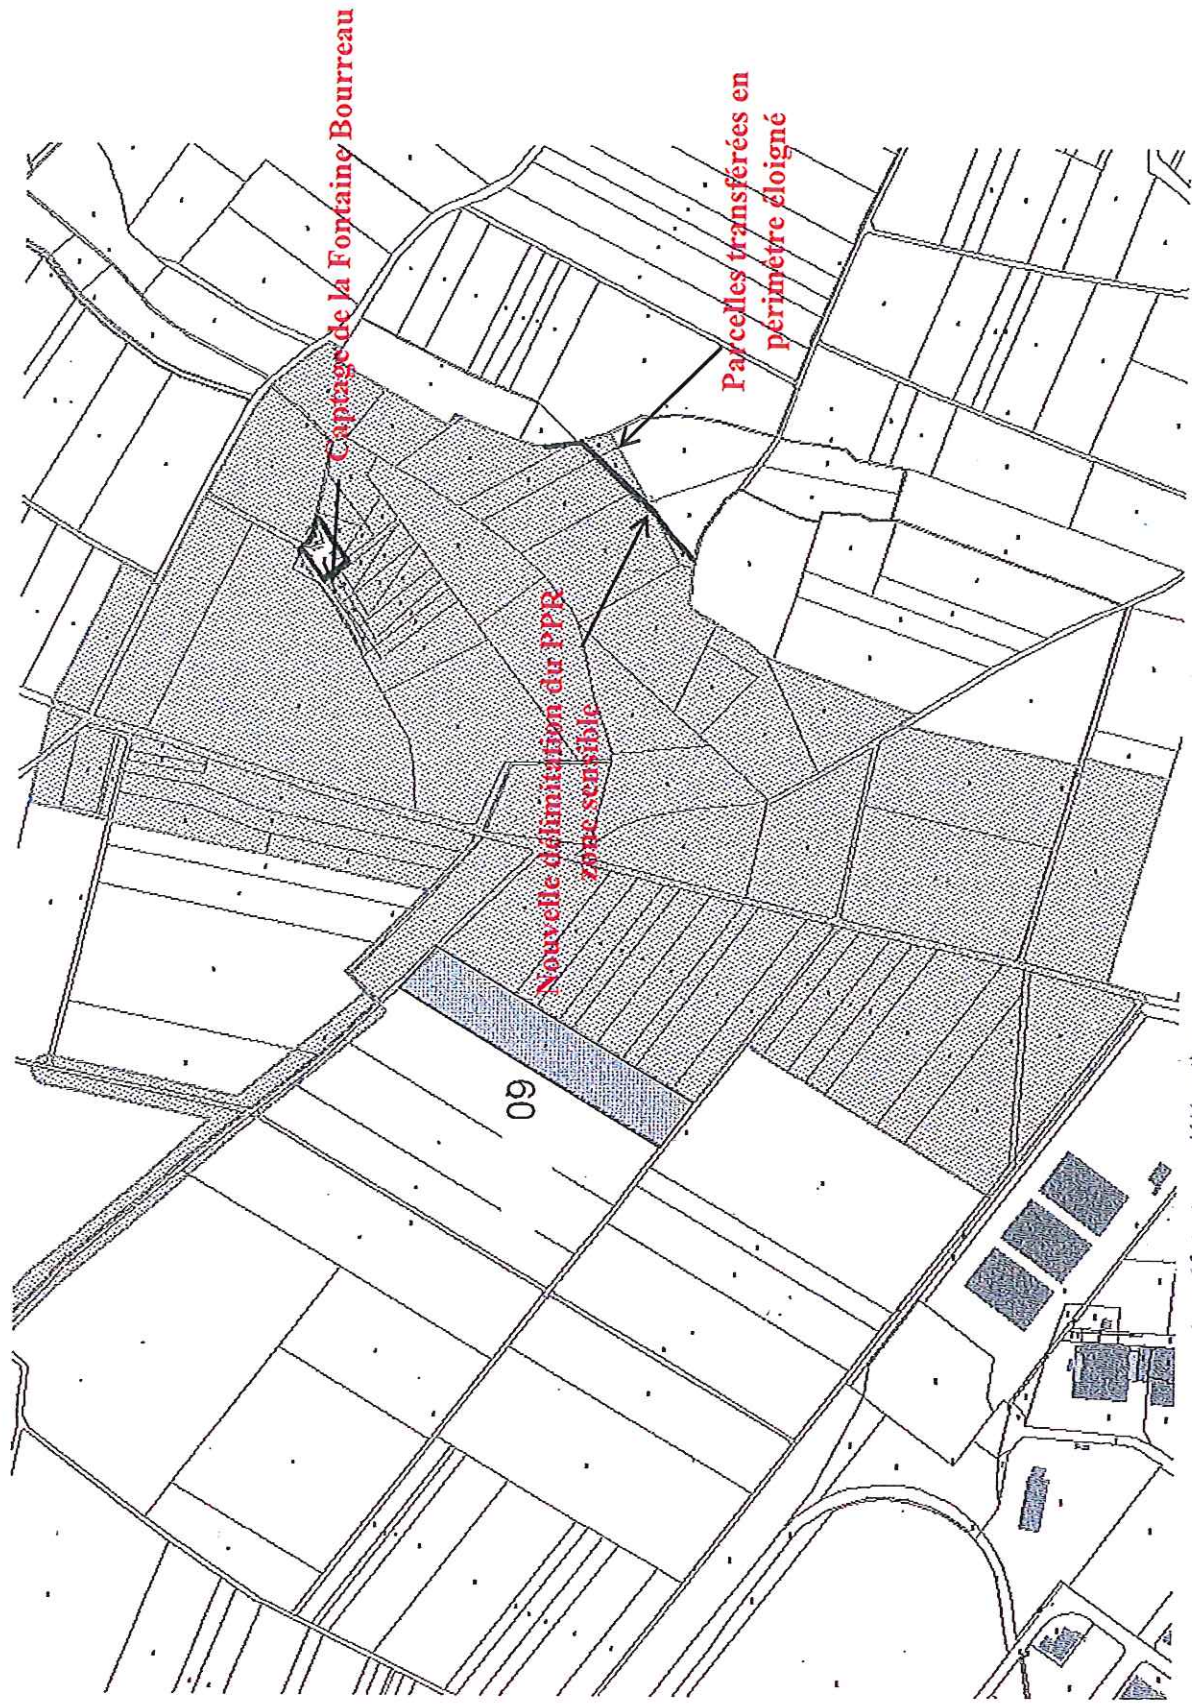 Captage de la Fontaine Bourreau
Parcelles transférées en
périmètre éloigné
Nouvelle délimitation du PPR
zone sensible
60